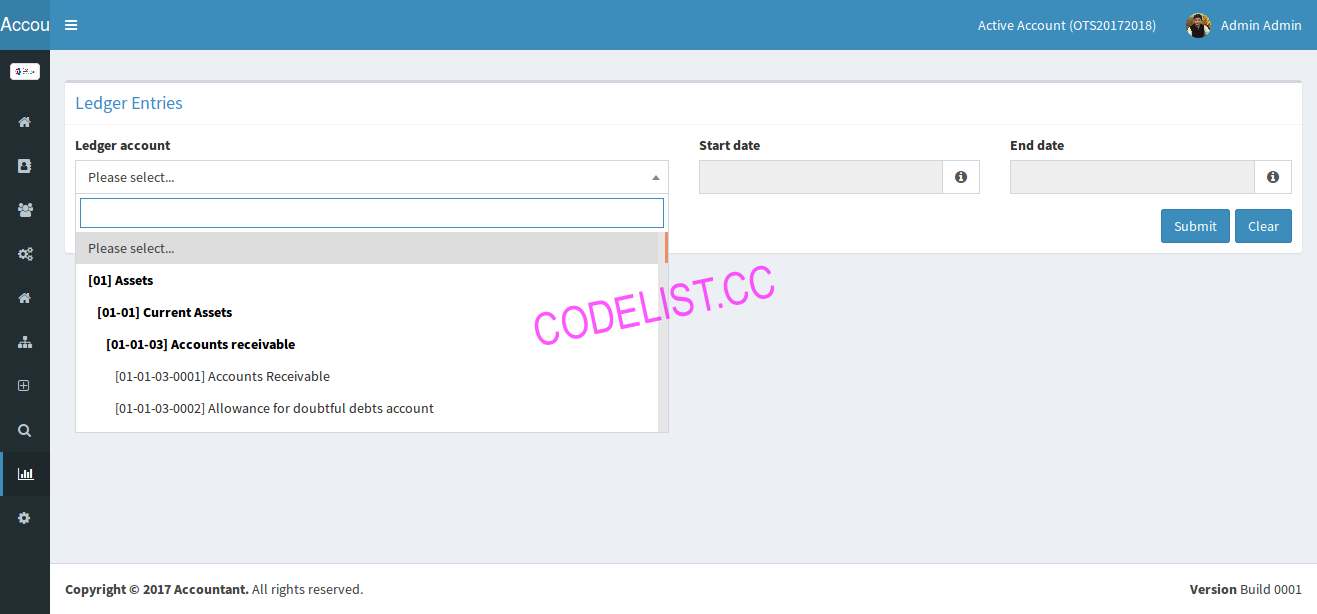 Accou
Active Account (OTS20172018)
Admin Admin
Ledger Entries
Ledger account
Start date
End date
Please select...
Submit
Clear
Please select...
[01] Assets
[01-01] Current Assets
[01-01-03] Accounts receivable
[01-01-03-0001] Accounts Receivable
[01-01-03-0002] Allowance for doubtful debts account
CODELIST.CC
Copyright © 2017 Accountant. All rights reserved.
Version Build 0001